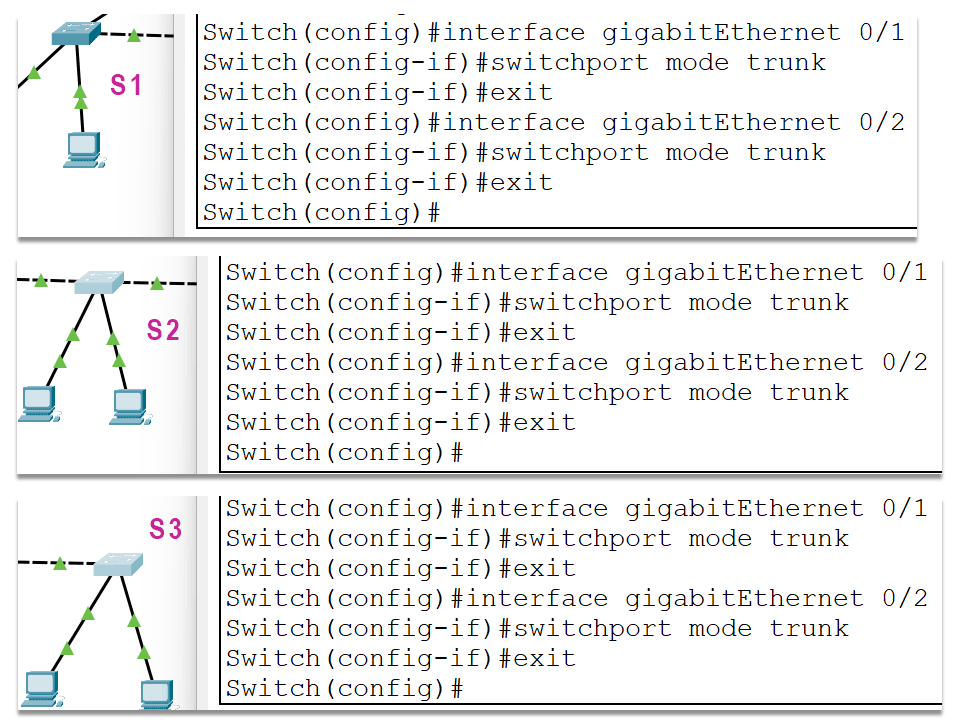 S1
Switch(config)#interface gigabitEthernet 0/1
Switch(config-if)#switchport mode trunk
Switch(config-if)#exit
Switch(config)#interface gigabitEthernet 0/2
Switch(config-if)#switchport mode trunk
Switch(config-if)#exit
Switch(config)#
S2
Switch(config)#interface gigabitEthernet 0/1
Switch(config-if)#switchport mode trunk
Switch(config-if)#exit
Switch(config)#interface gigabitEthernet 0/2
Switch(config-if)#switchport mode trunk
Switch(config-if)#exit
Switch(config)#
S3
Switch(config)#interface gigabitEthernet 0/1
Switch(config-if)#switchport mode trunk
Switch(config-if)#exit
Switch(config)#interface gigabitEthernet 0/2
Switch(config-if)#switchport mode trunk
Switch(config-if)#exit
Switch(config)#